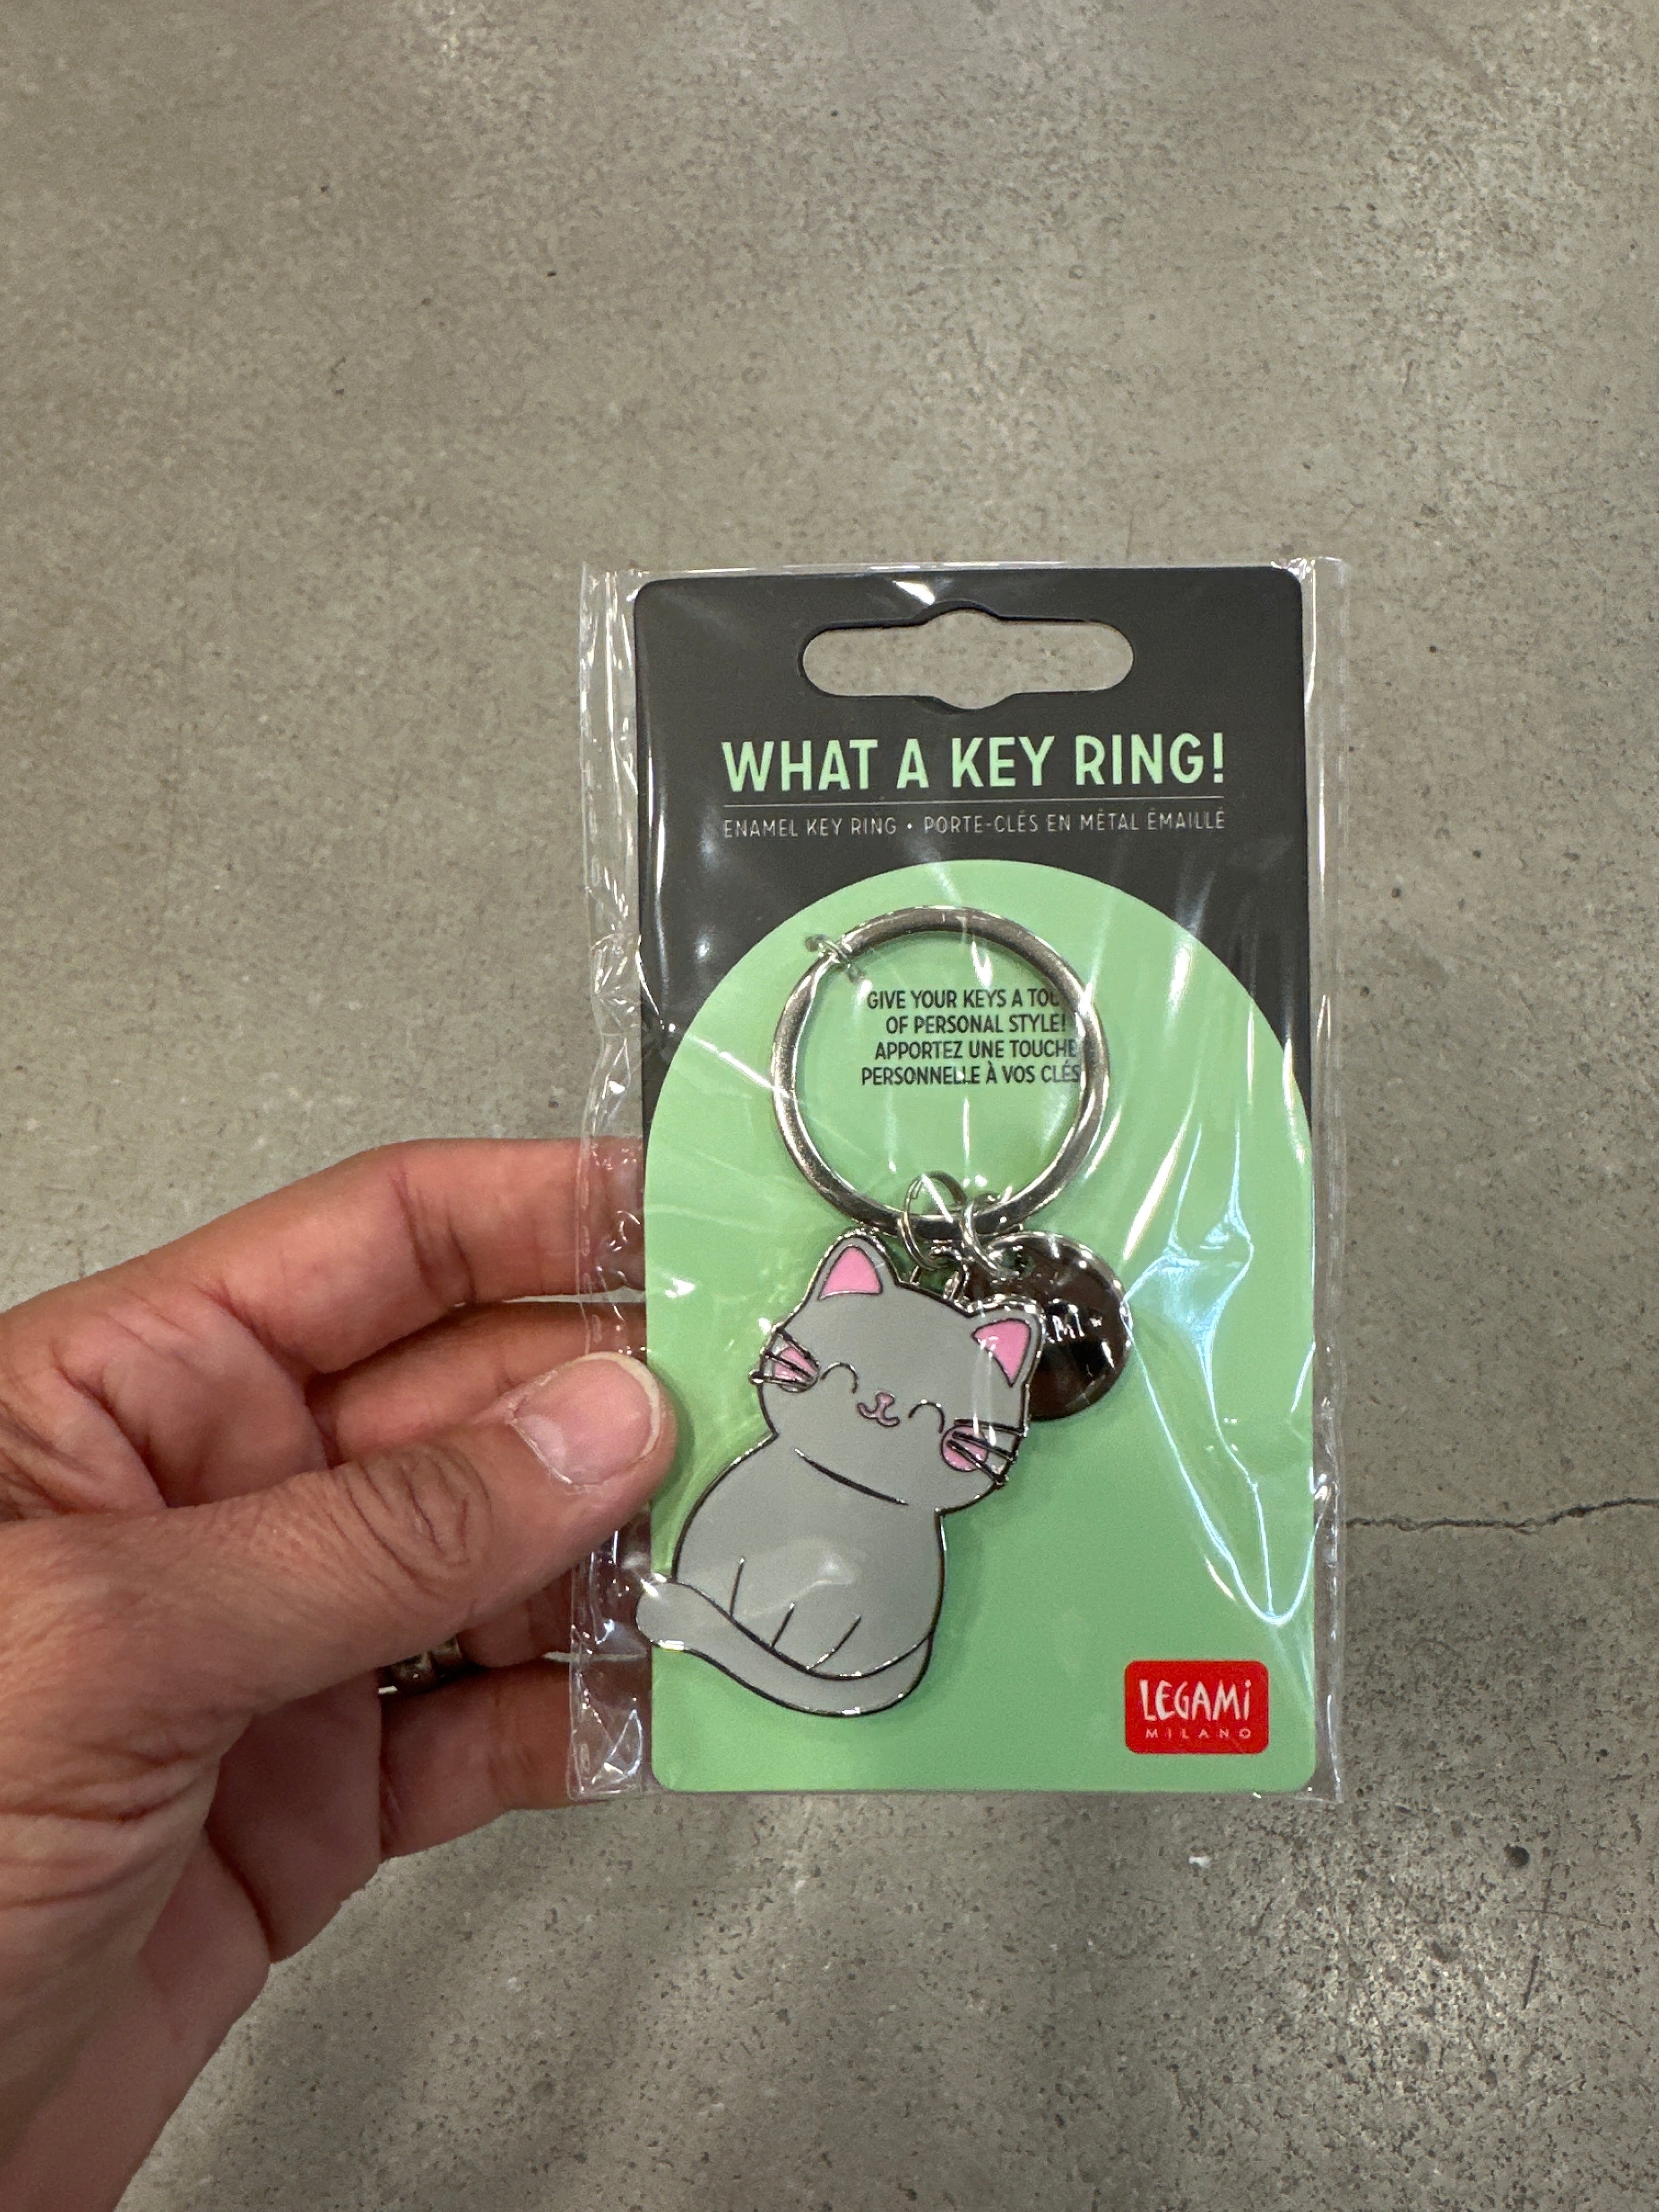 WHAT A KEY RING!
ENAMEL KEY RING • PORTE-CLÉS EN MÉTAL ÉMAILLÉ
GIVE YOUR KEYS A
OF PERSONAL STYLE!
APPORTEZ UNE TOUCHE
PERSONNELLE À VOS CLÉS
LEGAMI
MILANO